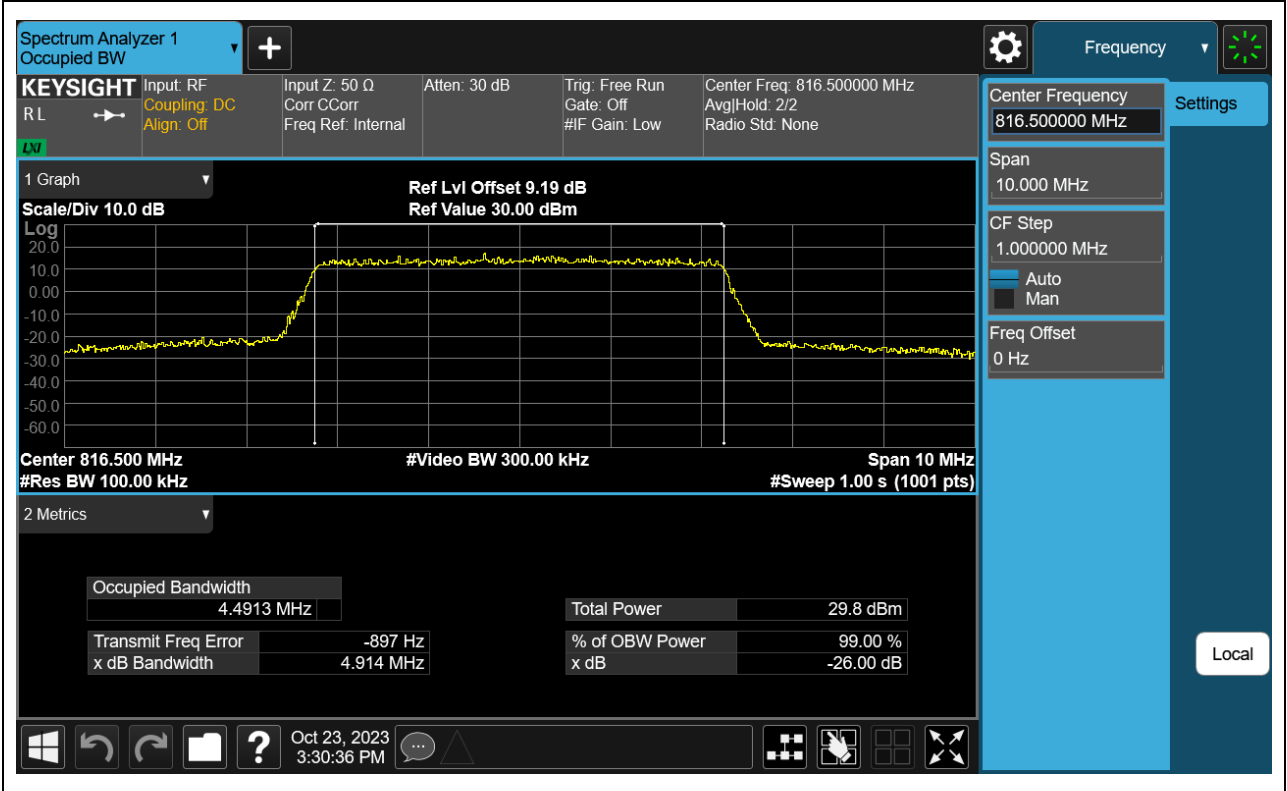 Spectrum Analyzer 1
Occupied BW
+
Frequency
KEYSIGHT
R L
LXI
Input: RF
Coupling: DC
Align: Off
Input Z: 50 Ω
Corr CCorr
Freq Ref: Internal
Atten: 30 dB
Trig: Free Run
Gate: Off
#IF Gain: Low
Center Freq: 816.500000 MHz
Avg|Hold: 2/2
Radio Std: None
Center Frequency
816.500000 MHz
Settings
Span
10.000 MHz
CF Step
1.000000 MHz
Auto
Man
Freq Offset
0 Hz
Local
1 Graph
Scale/Div 10.0 dB
Ref Lvl Offset 9.19 dB
Ref Value 30.00 dBm
Log
20.0
10.0
0.00
-10.0
-20.0
-30.0
-40.0
-50.0
-60.0
Center 816.500 MHz
#Video BW 300.00 kHz
Span 10 MHz
#Res BW 100.00 kHz
#Sweep 1.00 s (1001 pts)
2 Metrics
Occupied Bandwidth
4.4913 MHz
Total Power 29.8 dBm
Transmit Freq Error -897 Hz
% of OBW Power 99.00 %
x dB Bandwidth 4.914 MHz
x dB -26.00 dB
?
Oct 23, 2023
3:30:36 PM